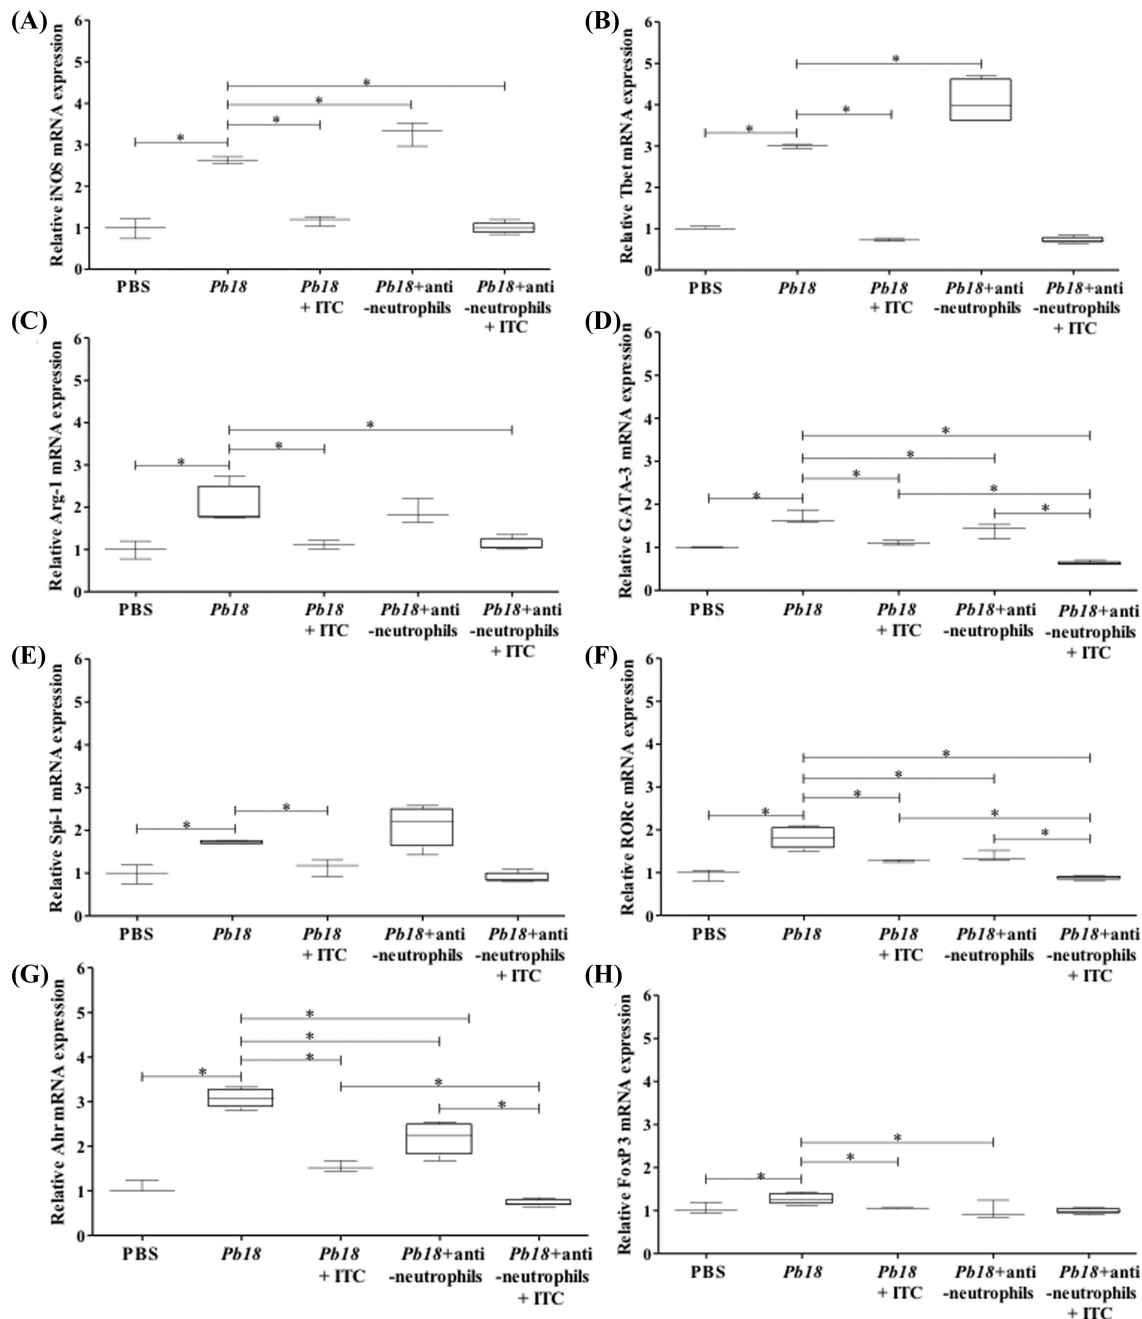 (A)
Relative iNOS mRNA expression
6
5
4
3
2
1
0
*
*
*
*
PBS Pb18 Pb18 Pb18+anti Pb18+anti
+ ITC -neutrophils -neutrophils
+ ITC
(B)
Relative Tbet mRNA expression
6
5
4
3
2
1
0
*
*
*
PBS Pb18 Pb18 Pb18+anti Pb18+anti
+ ITC -neutrophils -neutrophils
+ ITC
(C)
Relative Arg-1 mRNA expression
6
5
4
3
2
1
0
*
*
*
PBS Pb18 Pb18 Pb18+anti Pb18+anti
+ ITC -neutrophils -neutrophils
+ ITC
(D)
Relative GATA-3 mRNA expression
6
5
4
3
2
1
0
*
*
*
*
*
*
PBS Pb18 Pb18 Pb18+anti Pb18+anti
+ ITC -neutrophils -neutrophils
+ ITC
(E)
Relative Spi-1 mRNA expression
6
5
4
3
2
1
0
*
*
PBS Pb18 Pb18 Pb18+anti Pb18+anti
+ ITC -neutrophils -neutrophils
+ ITC
(F)
Relative RORc mRNA expression
6
5
4
3
2
1
0
*
*
*
*
*
*
PBS Pb18 Pb18 Pb18+anti Pb18+anti
+ ITC -neutrophils -neutrophils
+ ITC
(G)
Relative Ahr mRNA expression
6
5
4
3
2
1
0
*
*
*
*
*
*
PBS Pb18 Pb18 Pb18+anti Pb18+anti
+ ITC -neutrophils -neutrophils
+ ITC
(H)
Relative FoxP3 mRNA expression
6
5
4
3
2
1
0
*
*
*
PBS Pb18 Pb18 Pb18+anti Pb18+anti
+ ITC -neutrophils -neutrophils
+ ITC